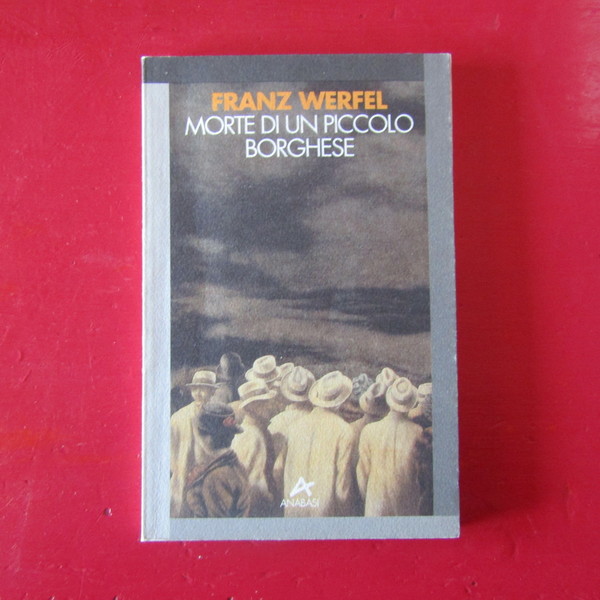 FRANZ WERFEL
MORTE DI UN PICCOLO
BORGHESE
ANABASI